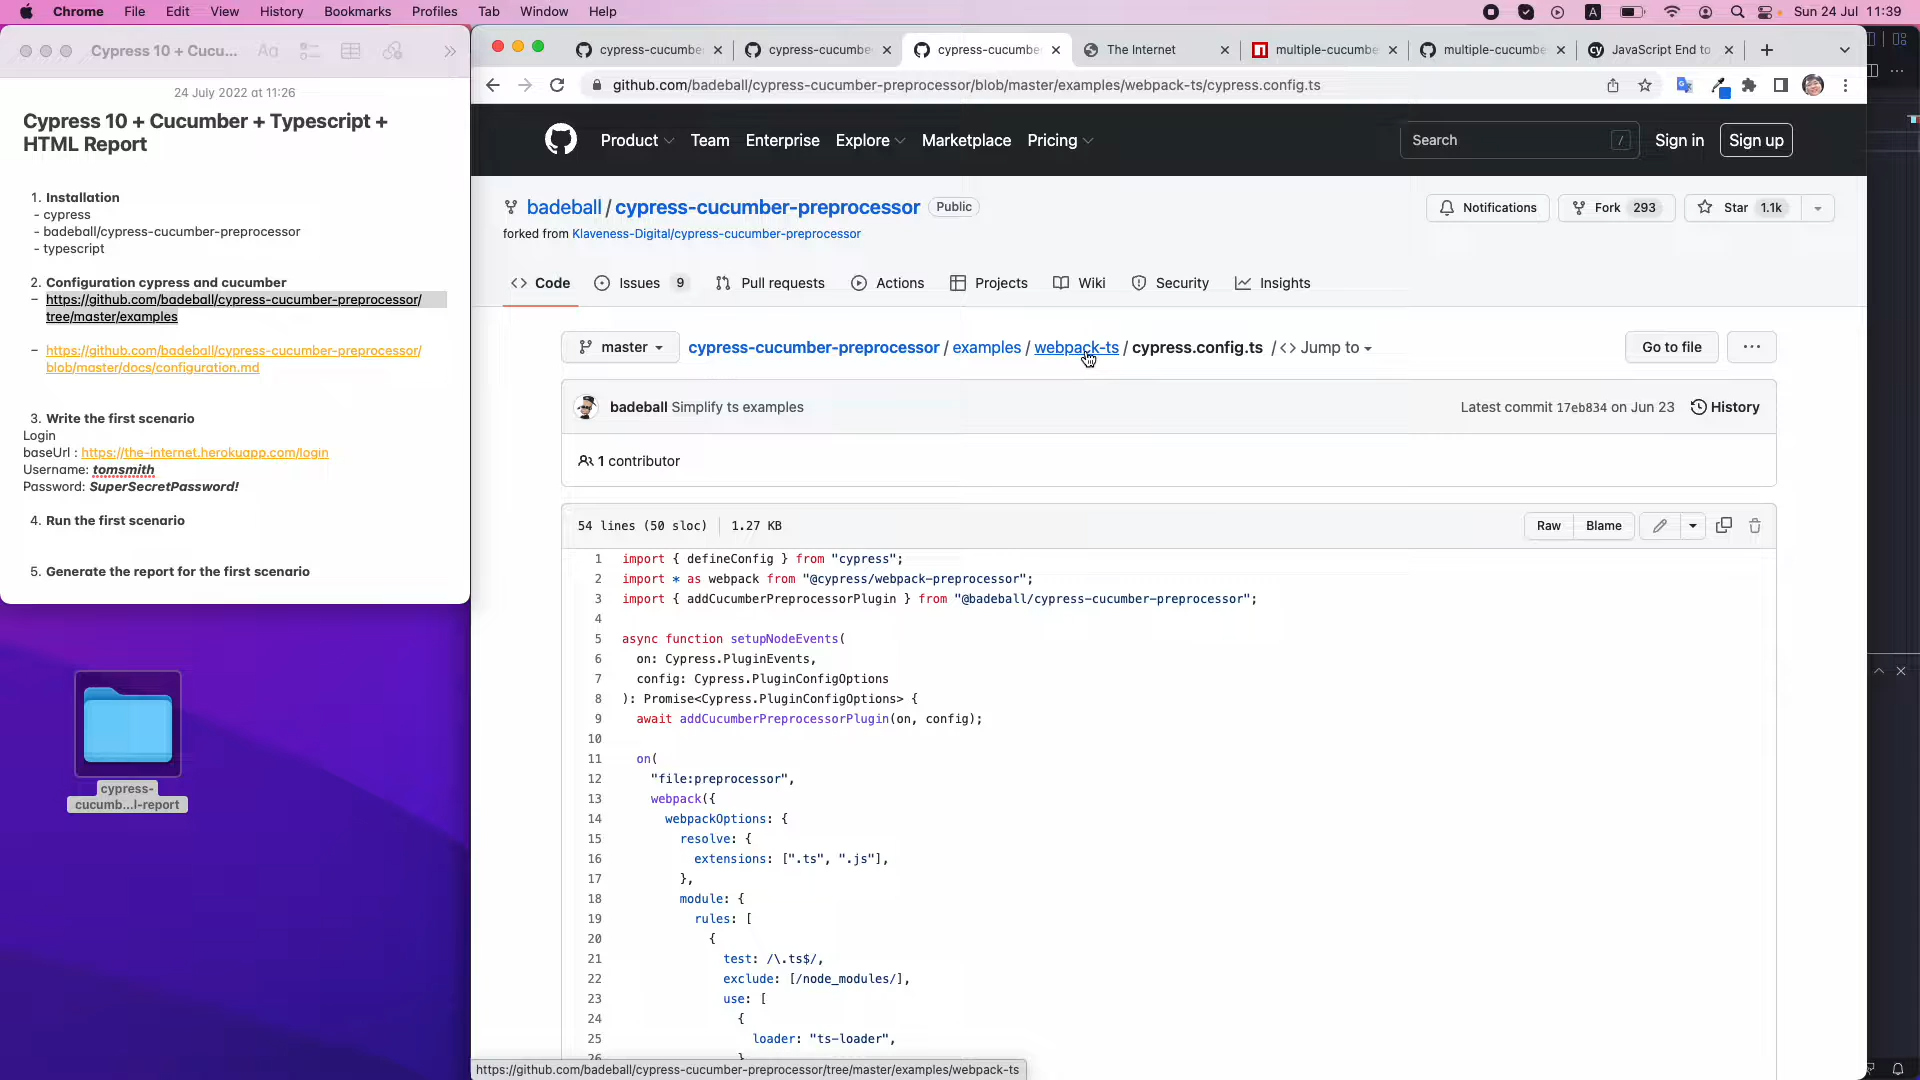 Chrome File Edit View History Bookmarks Profiles Tab Window Help
A Sun 24 Jul 11:39
Cypress 10 + Cucu...
Aa
24 July 2022 at 11:26
Cypress 10 + Cucumber + Typescript +
HTML Report
1. Installation
- cypress
- badeball/cypress-cucumber-preprocessor
- typescript
2. Configuration cypress and cucumber
- https://github.com/badeball/cypress-cucumber-preprocessor/
tree/master/examples
- https://github.com/badeball/cypress-cucumber-preprocessor/
blob/master/docs/configuration.md
3. Write the first scenario
Login
baseUrl : https://the-internet.herokuapp.com/login
Username: tomsmith
Password: SuperSecretPassword!
4. Run the first scenario
5. Generate the report for the first scenario
cypress-
cucumb...l-report
cypress-cucumbe
cypress-cucumbe
cypress-cucumbe
The Internet
multiple-cucumbe
multiple-cucumbe
cy JavaScript End to
github.com/badeball/cypress-cucumber-preprocessor/blob/master/examples/webpack-ts/cypress.config.ts
Product Team Enterprise Explore Marketplace Pricing
Search / Sign in Sign up
badeball / cypress-cucumber-preprocessor Public
Notifications Fork 293 Star 1.1k
forked from Klaveness-Digital/cypress-cucumber-preprocessor
Code Issues 9 Pull requests Actions Projects Wiki Security Insights
master cypress-cucumber-preprocessor / examples / webpack-ts / cypress.config.ts / <> Jump to
Go to file ...
badeball Simplify ts examples
Latest commit 17eb834 on Jun 23 History
1 contributor
54 lines (50 sloc) 1.27 KB
Raw Blame
1 import { defineConfig } from "cypress";
2 import * as webpack from "@cypress/webpack-preprocessor";
3 import { addCucumberPreprocessorPlugin } from "@badeball/cypress-cucumber-preprocessor";
4
5 async function setupNodeEvents(
6 on: Cypress.PluginEvents,
7 config: Cypress.PluginConfigOptions
8 ): Promise<Cypress.PluginConfigOptions> {
9 await addCucumberPreprocessorPlugin(on, config);
10
11 on(
12 "file:preprocessor",
13 webpack({
14 webpackOptions: {
15 resolve: {
16 extensions: [".ts", ".js"],
17 },
18 module: {
19 rules: [
20 {
21 test: /\.ts$/,
22 exclude: [/node_modules/],
23 use: [
24 {
25 loader: "ts-loader",
26 }
https://github.com/badeball/cypress-cucumber-preprocessor/tree/master/examples/webpack-ts